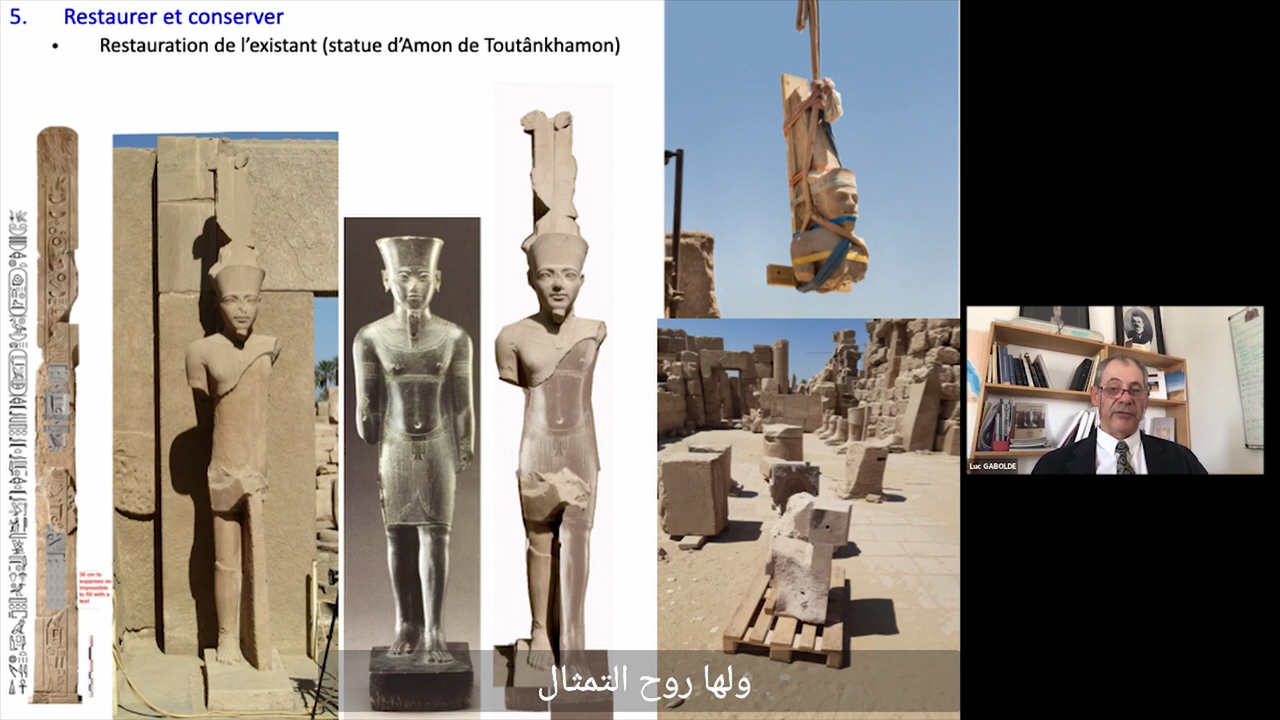 5. Restaurer et conserver
• Restauration de l'existant (statue d'Amon de Toutânkhamon)
Luc GABOLDE
ولها روح التمثال